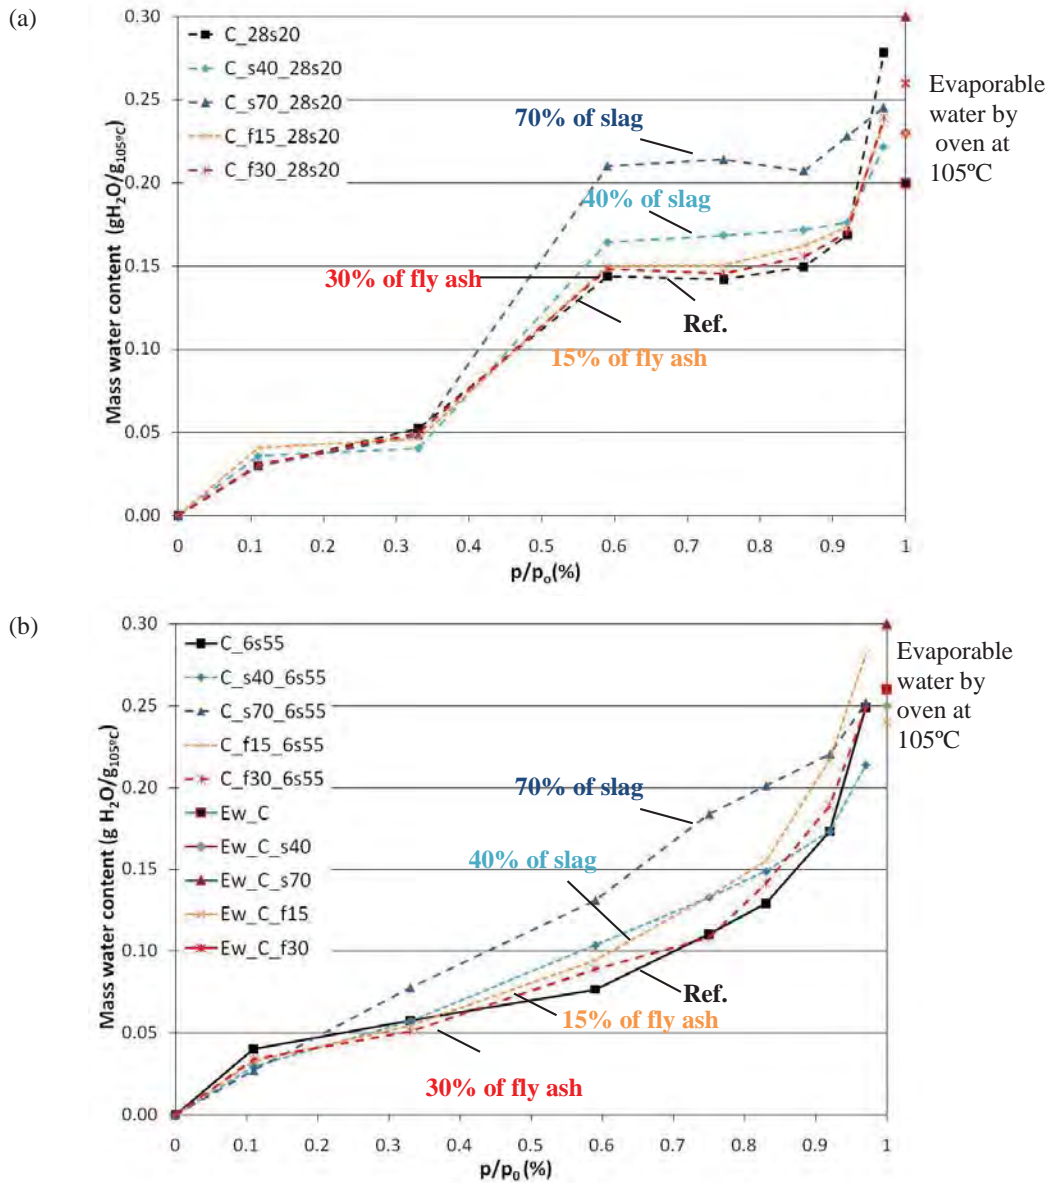 (a)
0.30
0.25
0.20
0.15
0.10
0.05
0.00
Mass water content (gH₂O/g₁₀₅ºC)
C_28s20
C_s40_28s20
C_s70_28s20
C_f15_28s20
C_f30_28s20
70% of slag
40% of slag
30% of fly ash
Ref.
15% of fly ash
Evaporable
water by
oven at
105ºC
0 0.1 0.2 0.3 0.4 0.5 0.6 0.7 0.8 0.9 1
p/pₒ(%)
(b)
0.30
0.25
0.20
0.15
0.10
0.05
0.00
Mass water content (g H₂O/g₁₀₅ºC)
C_6s55
C_s40_6s55
C_s70_6s55
C_f15_6s55
C_f30_6s55
Ew_C
Ew_C_s40
Ew_C_s70
Ew_C_f15
Ew_C_f30
70% of slag
40% of slag
Ref.
15% of fly ash
30% of fly ash
Evaporable
water by
oven at
105ºC
0 0.1 0.2 0.3 0.4 0.5 0.6 0.7 0.8 0.9 1
p/p₀(%)